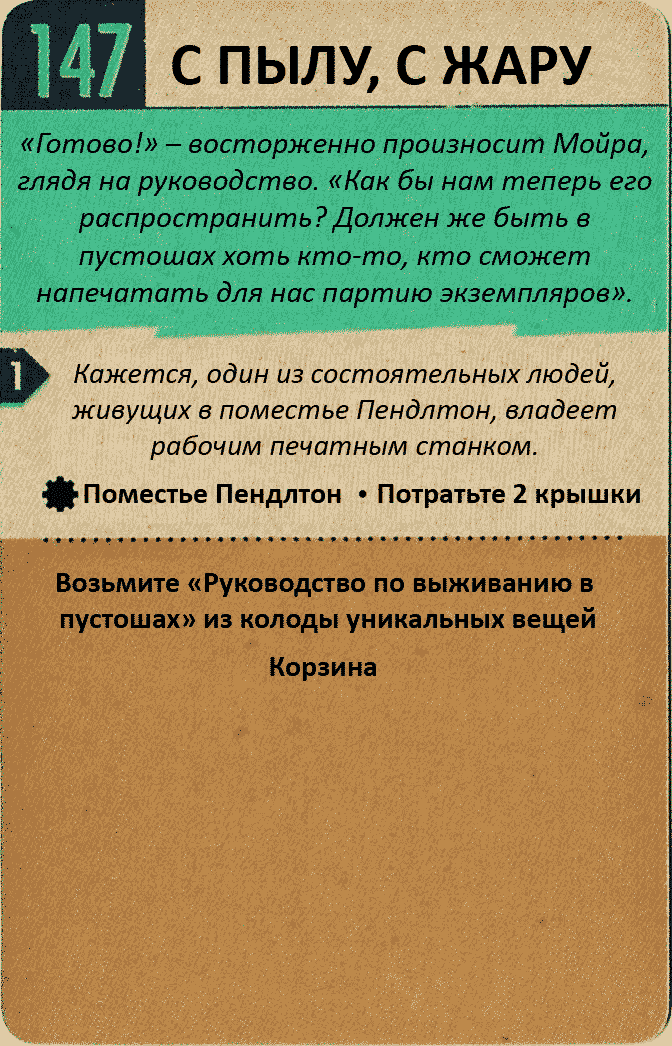 147 С ПЫЛУ, С ЖАРУ
«Готово!» – восторженно произносит Мойра,
глядя на руководство. «Как бы нам теперь его
распространить? Должен же быть в
пустошах хоть кто-то, кто сможет
напечатать для нас партию экземпляров».
1
Кажется, один из состоятельных людей,
живущих в поместье Пендлтон, владеет
рабочим печатным станком.
Поместье Пендлтон • Потратьте 2 крышки
Возьмите «Руководство по выживанию в
пустошах» из колоды уникальных вещей
Корзина